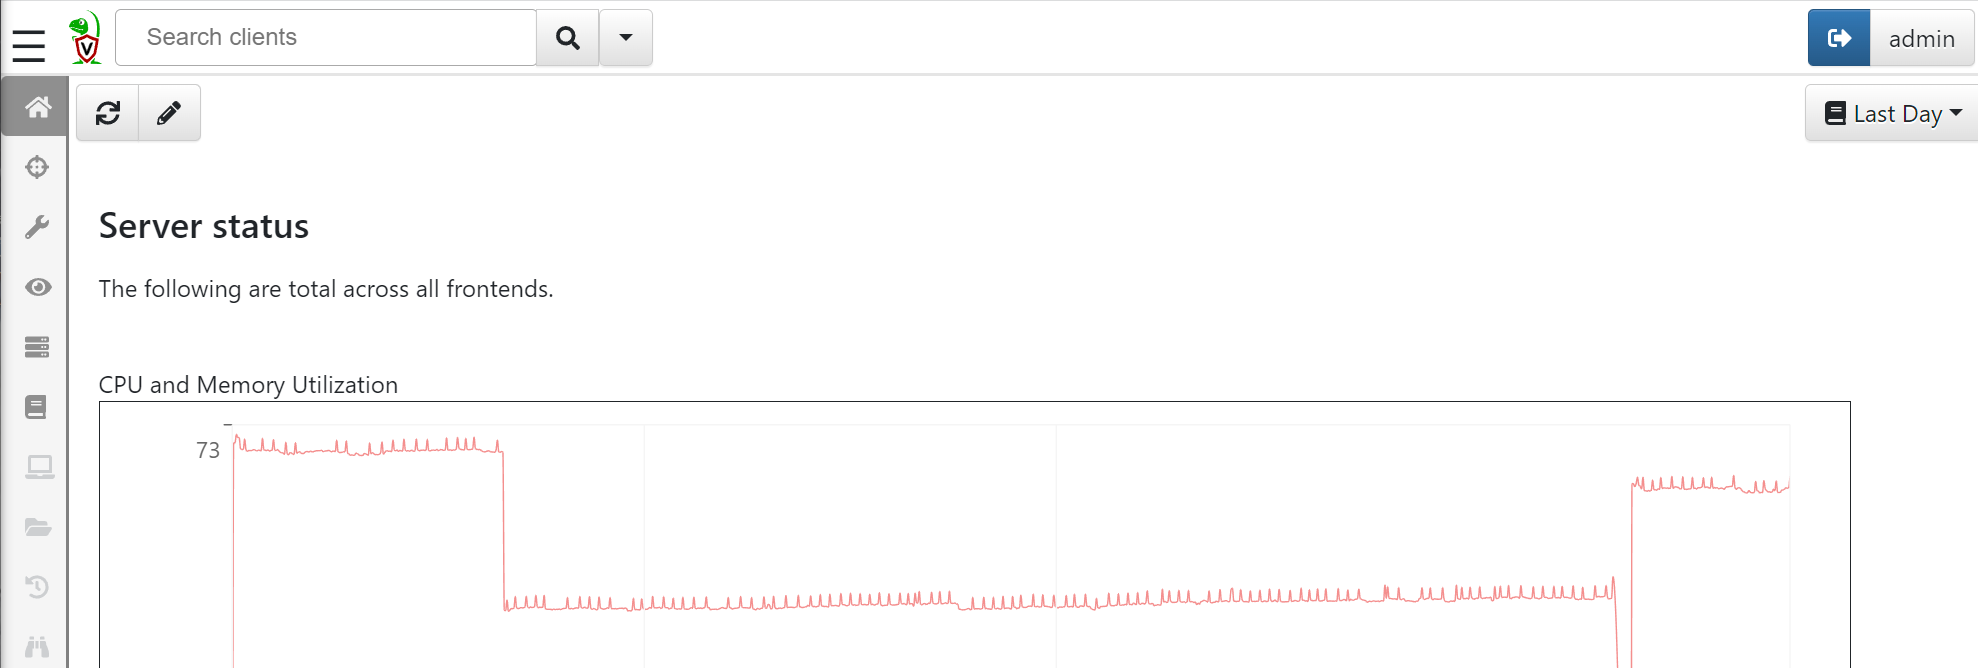 V
Search clients
admin
Last Day
Server status
The following are total across all frontends.
CPU and Memory Utilization
73